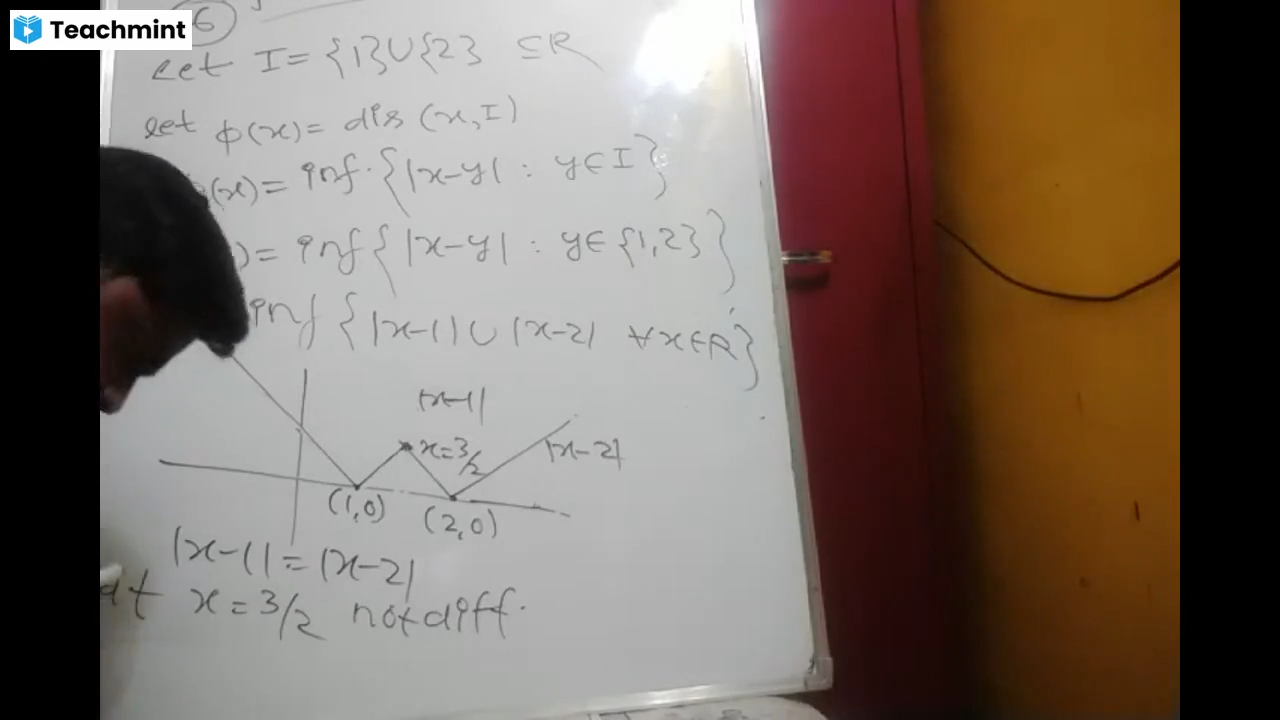 Teachmint
6
Let I = {1}∪{2} ⊆R
Let φ(x) = dis (x, I)
(x) = inf. {|x-y| : y∈I}
) = inf {|x-y| : y∈{1,2}}
inf {|x-1|∪|x-2| ∀x∈R}
|x-1|
x=3/2
|x-2|
(1,0)
(2,0)
|x-1| = |x-2|
at x = 3/2 not diff.